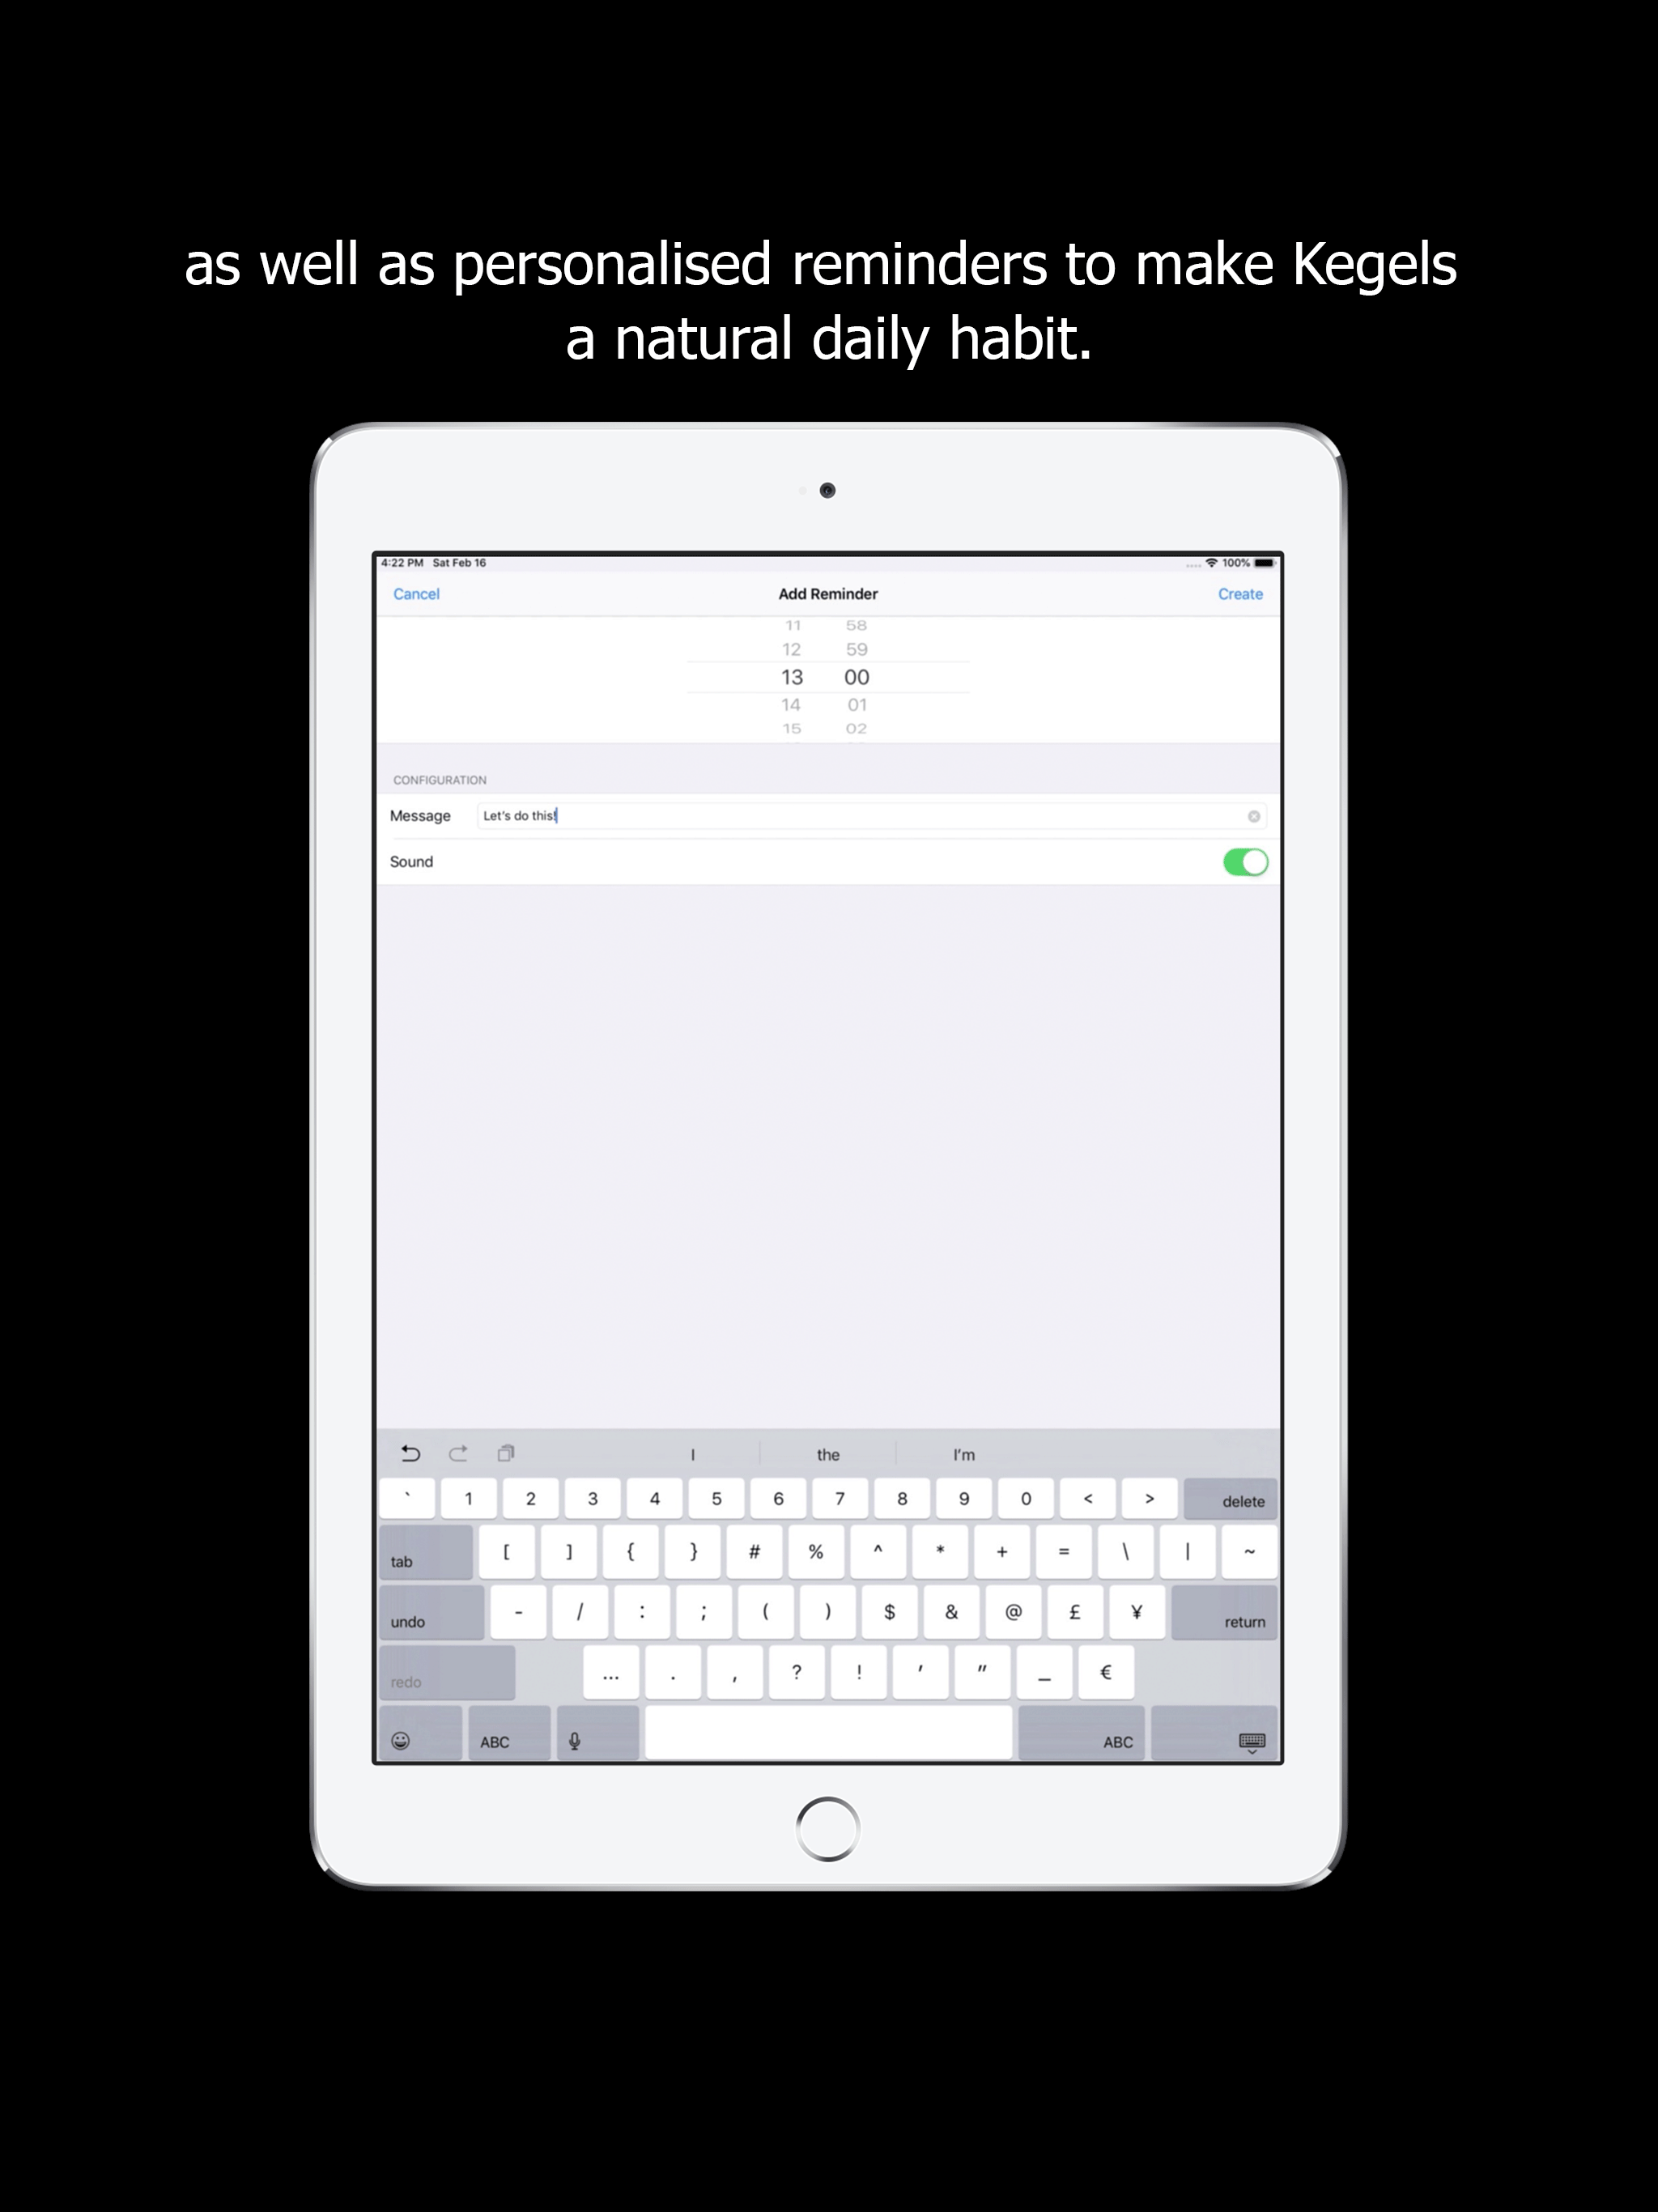 as well as personalised reminders to make Kegels
a natural daily habit.
4:22 PM Sat Feb 16 100%
Cancel Add Reminder Create
11 58
12 59
13 00
14 01
15 02
CONFIGURATION
Message Let's do this!
Sound
I the I'm
` 1 2 3 4 5 6 7 8 9 0 < > delete
tab [ ] { } # % ^ * + = \ | ~
undo - / : ; ( ) $ & @ £ ¥ return
redo ... . , ? ! ' " _ €
ABC ABC